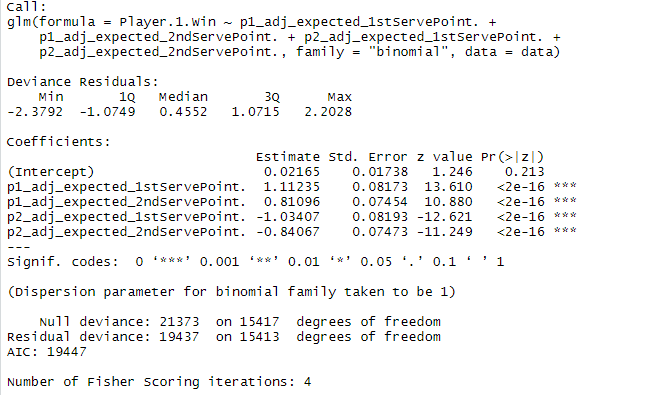 Call:
glm(formula = Player.1.Win ~ p1_adj_expected_1stServePoint. +
    p1_adj_expected_2ndServePoint. + p2_adj_expected_1stServePoint. +
    p2_adj_expected_2ndServePoint., family = "binomial", data = data)
Deviance Residuals:
    Min       1Q   Median       3Q      Max
-2.3792  -1.0749   0.4552   1.0715   2.2028
Coefficients:
                               Estimate Std. Error z value Pr(>|z|)
(Intercept)                     0.02165    0.01738   1.246    0.213
p1_adj_expected_1stServePoint.  1.11235    0.08173  13.610   <2e-16 ***
p1_adj_expected_2ndServePoint.  0.81096    0.07454  10.880   <2e-16 ***
p2_adj_expected_1stServePoint. -1.03407    0.08193 -12.621   <2e-16 ***
p2_adj_expected_2ndServePoint. -0.84067    0.07473 -11.249   <2e-16 ***
---
Signif. codes:  0 ‘***’ 0.001 ‘**’ 0.01 ‘*’ 0.05 ‘.’ 0.1 ‘ ’ 1
(Dispersion parameter for binomial family taken to be 1)
    Null deviance: 21373  on 15417  degrees of freedom
Residual deviance: 19437  on 15413  degrees of freedom
AIC: 19447
Number of Fisher Scoring iterations: 4